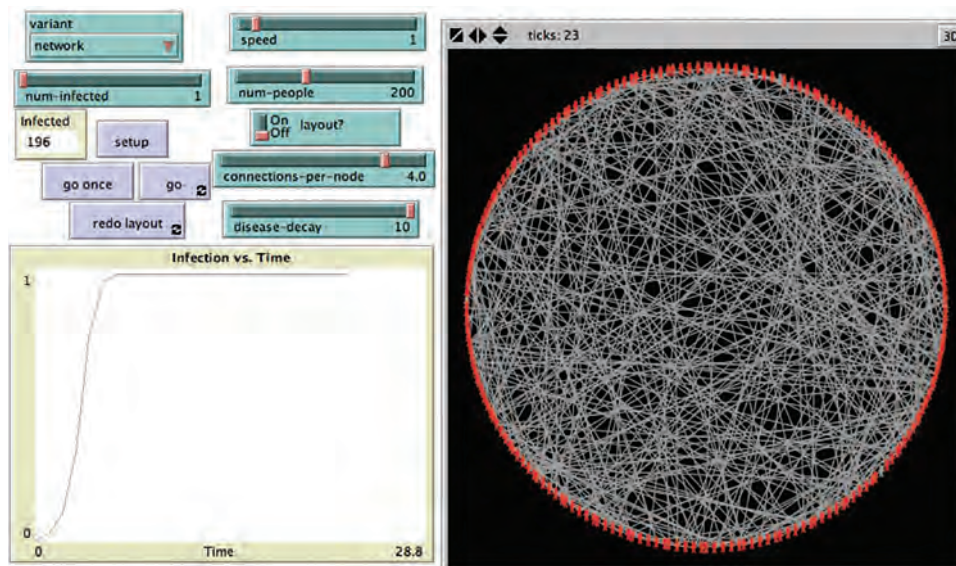 variant
network
speed 1
num-infected 1
num-people 200
Infected
196
setup
On
Off
layout?
go once
go
connections-per-node 4.0
redo layout
disease-decay 10
Infection vs. Time
1
0
0 Time 28.8
ticks: 23
3D